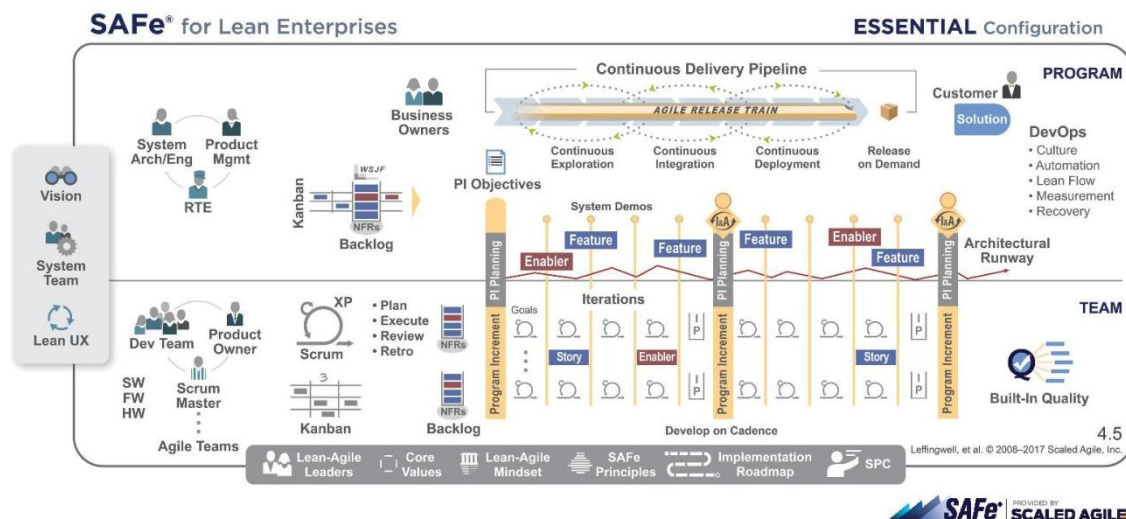 SAFe® for Lean Enterprises
ESSENTIAL Configuration
Continuous Delivery Pipeline
PROGRAM
AGILE RELEASE TRAIN
Business
Owners
Customer
Solution
System
Arch/Eng
Product
Mgmt
RTE
Continuous
Exploration
Continuous
Integration
Continuous
Deployment
Release
on Demand
DevOps
• Culture
• Automation
• Lean Flow
• Measurement
• Recovery
Vision
System
Team
Lean UX
Kanban
WSJF
NFRs
Backlog
PI Objectives
System Demos
Enabler
Feature
Feature
Feature
Enabler
Feature
I&A
I&A
PI Planning
PI Planning
PI Planning
Architectural
Runway
TEAM
Dev Team
Product
Owner
Scrum
Master
SW
FW
HW
Agile Teams
XP
Scrum
• Plan
• Execute
• Review
• Retro
3
Kanban
NFRs
NFRs
Backlog
Program Increment
Program Increment
Program Increment
Iterations
Goals
Story
Enabler
Story
I P
I P
I P
I P
Develop on Cadence
Built-In Quality
4.5
Leffingwell, et al. © 2008–2017 Scaled Agile, Inc.
Lean-Agile
Leaders
Core
Values
Lean-Agile
Mindset
SAFe
Principles
Implementation
Roadmap
SPC
SAFe®
PROVIDED BY
SCALED AGILE